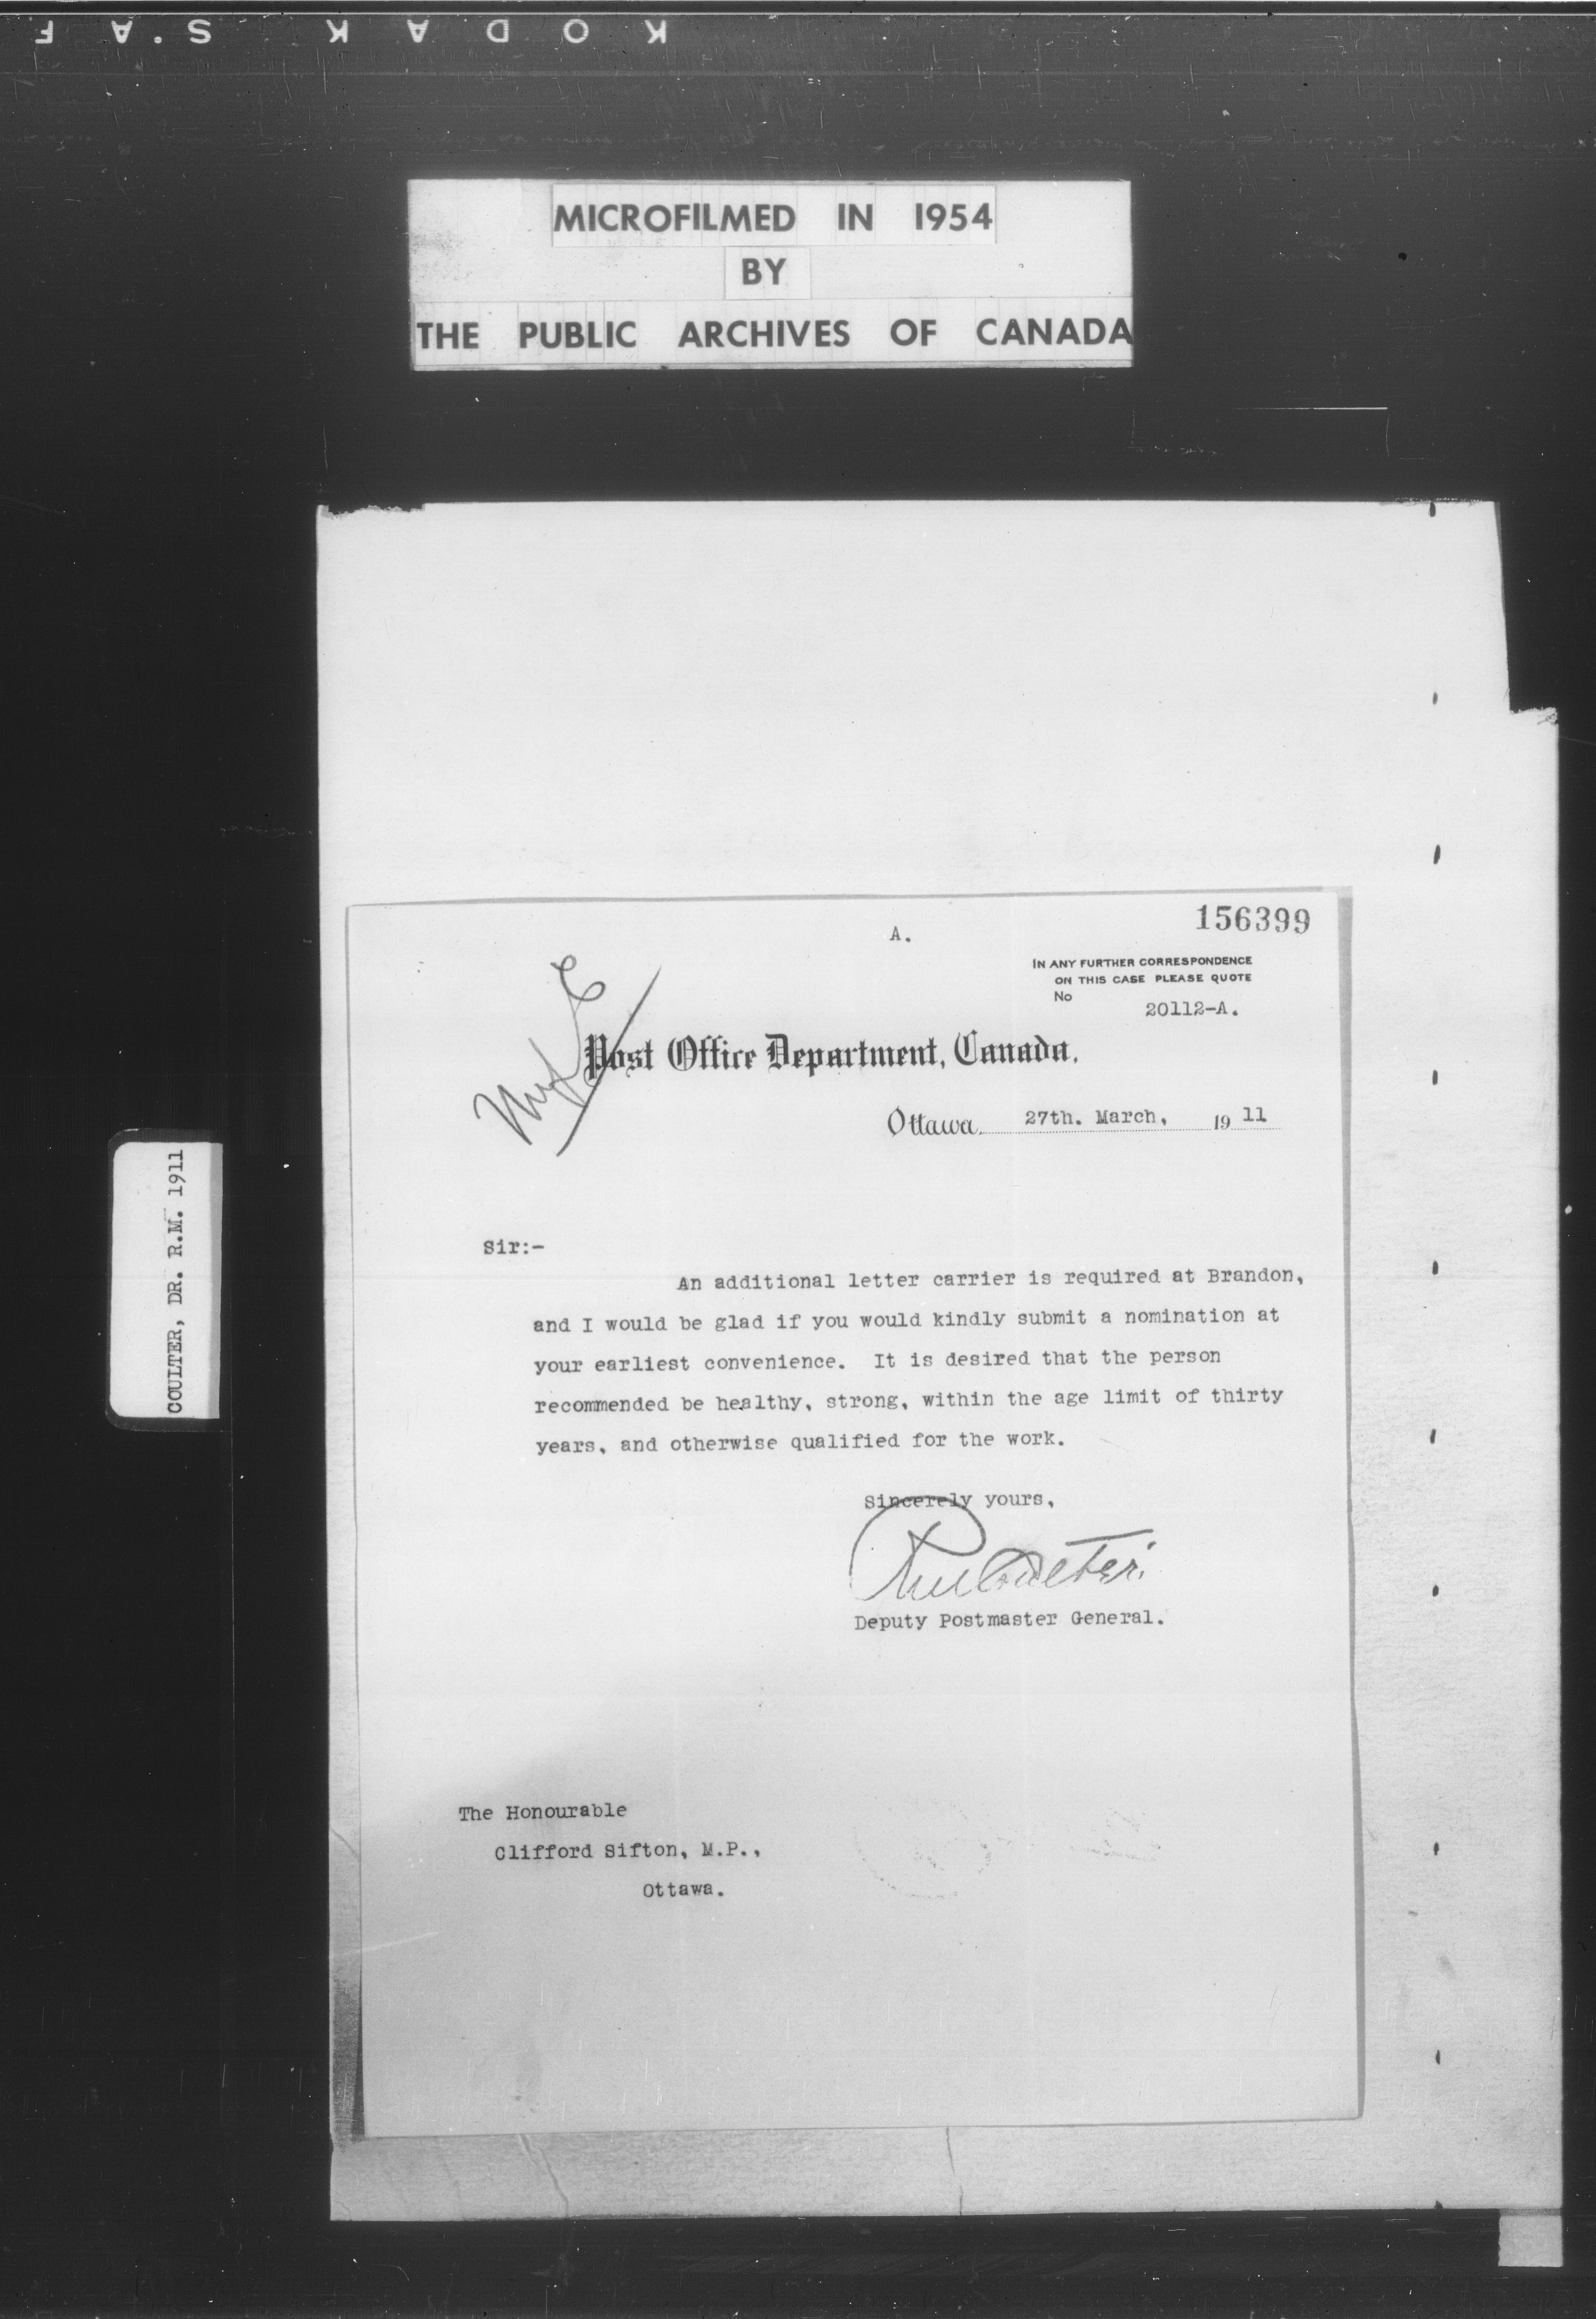 KODAK S.A F
MICROFILMED IN 1954
BY
THE PUBLIC ARCHIVES OF CANADA
COULTER, DR. R.M. 1911
156399
A.
IN ANY FURTHER CORRESPONDENCE
ON THIS CASE PLEASE QUOTE
No
20112-A.
Post Office Department, Canada.
Ottawa, 27th. March, 19 11
Sir:-
An additional letter carrier is required at Brandon,
and I would be glad if you would kindly submit a nomination at
your earliest convenience. It is desired that the person
recommended be healthy, strong, within the age limit of thirty
years, and otherwise qualified for the work.
Sincerely yours,
RMCoulter
Deputy Postmaster General.
The Honourable
Clifford Sifton, M.P.,
Ottawa.